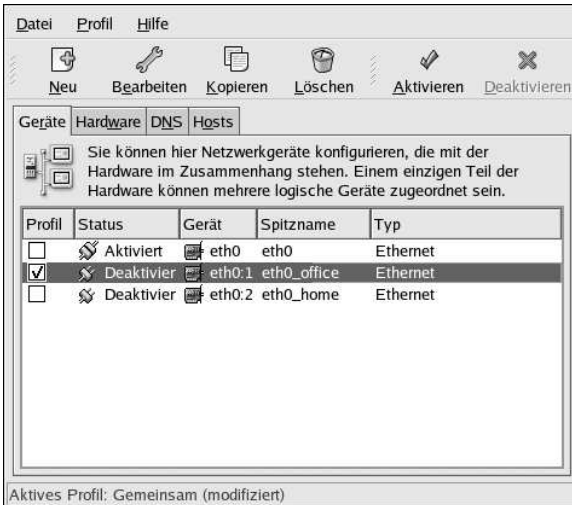 Datei Profil Hilfe
Neu Bearbeiten Kopieren Löschen Aktivieren Deaktivieren
Geräte Hardware DNS Hosts
Sie können hier Netzwerkgeräte konfigurieren, die mit der
Hardware im Zusammenhang stehen. Einem einzigen Teil der
Hardware können mehrere logische Geräte zugeordnet sein.
Profil Status Gerät Spitzname Typ
Aktiviert eth0 eth0 Ethernet
Deaktivier eth0:1 eth0_office Ethernet
Deaktivier eth0:2 eth0_home Ethernet
Aktives Profil: Gemeinsam (modifiziert)